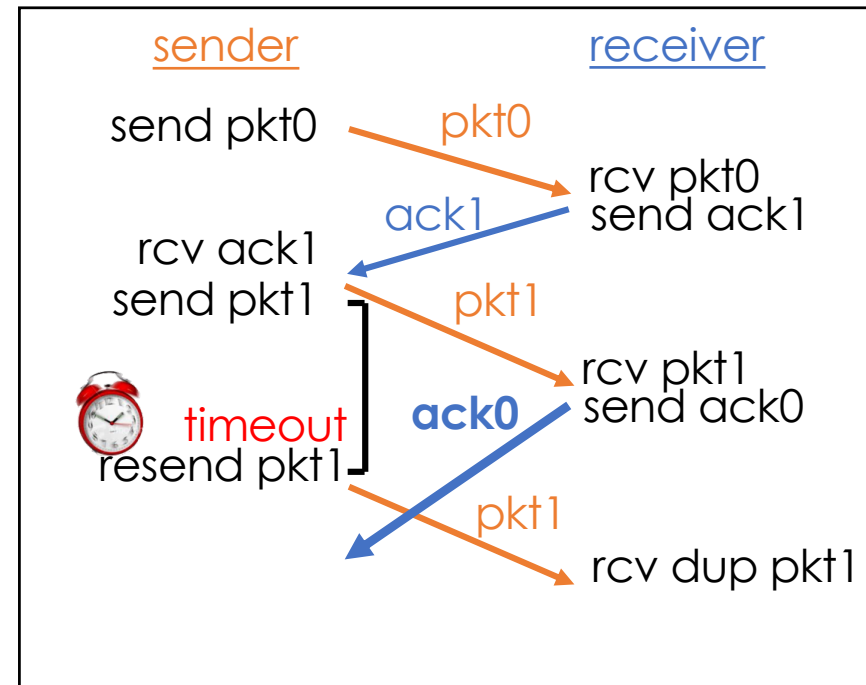 sender
receiver
send pkt0
pkt0
rcv pkt0
send ack1
ack1
rcv ack1
send pkt1
pkt1
rcv pkt1
send ack0
ack0
timeout
resend pkt1
pkt1
rcv dup pkt1